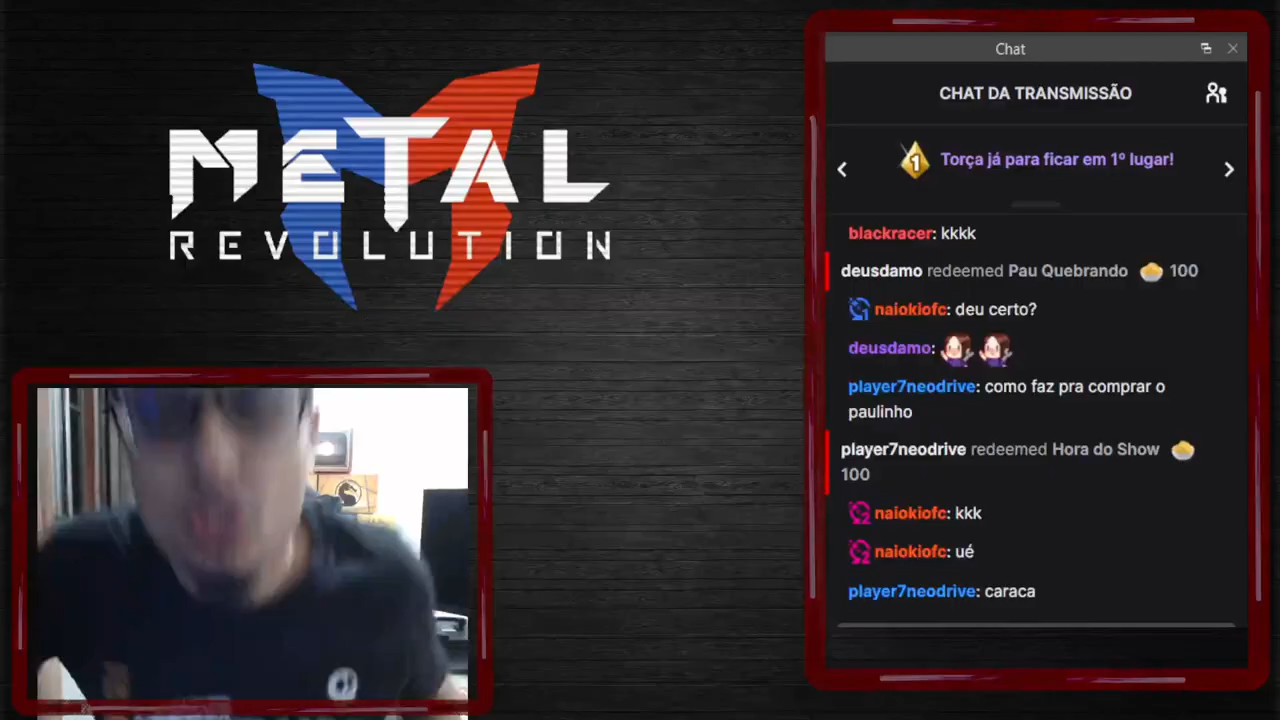 METAL
REVOLUTION
Chat
CHAT DA TRANSMISSÃO
1
Torça já para ficar em 1º lugar!
blackracer: kkkk
deusdamo redeemed Pau Quebrando 100
naiokiofc: deu certo?
deusdamo:
player7neodrive: como faz pra comprar o
paulinho
player7neodrive redeemed Hora do Show
100
naiokiofc: kkk
naiokiofc: ué
player7neodrive: caraca